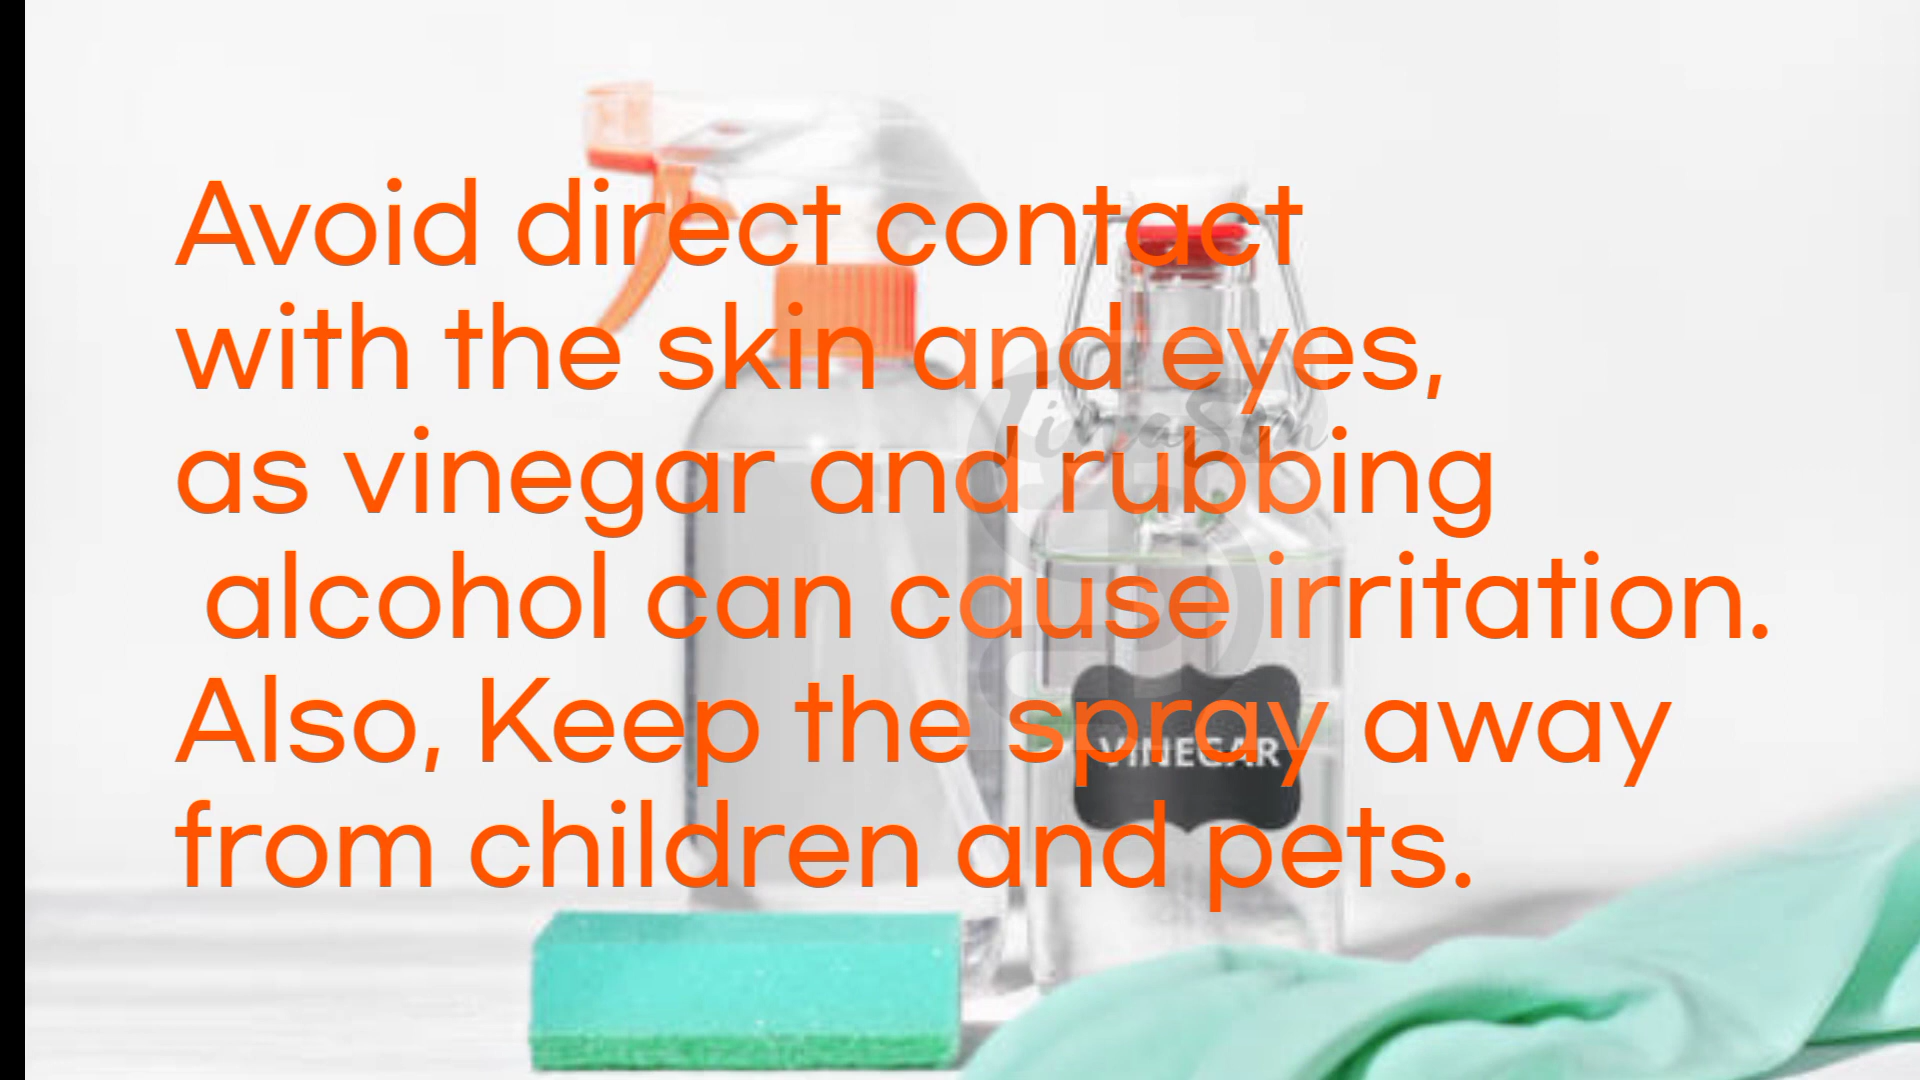 Avoid direct contact
with the skin and eyes,
as vinegar and rubbing
alcohol can cause irritation.
Also, Keep the spray away
from children and pets.
VINEGAR